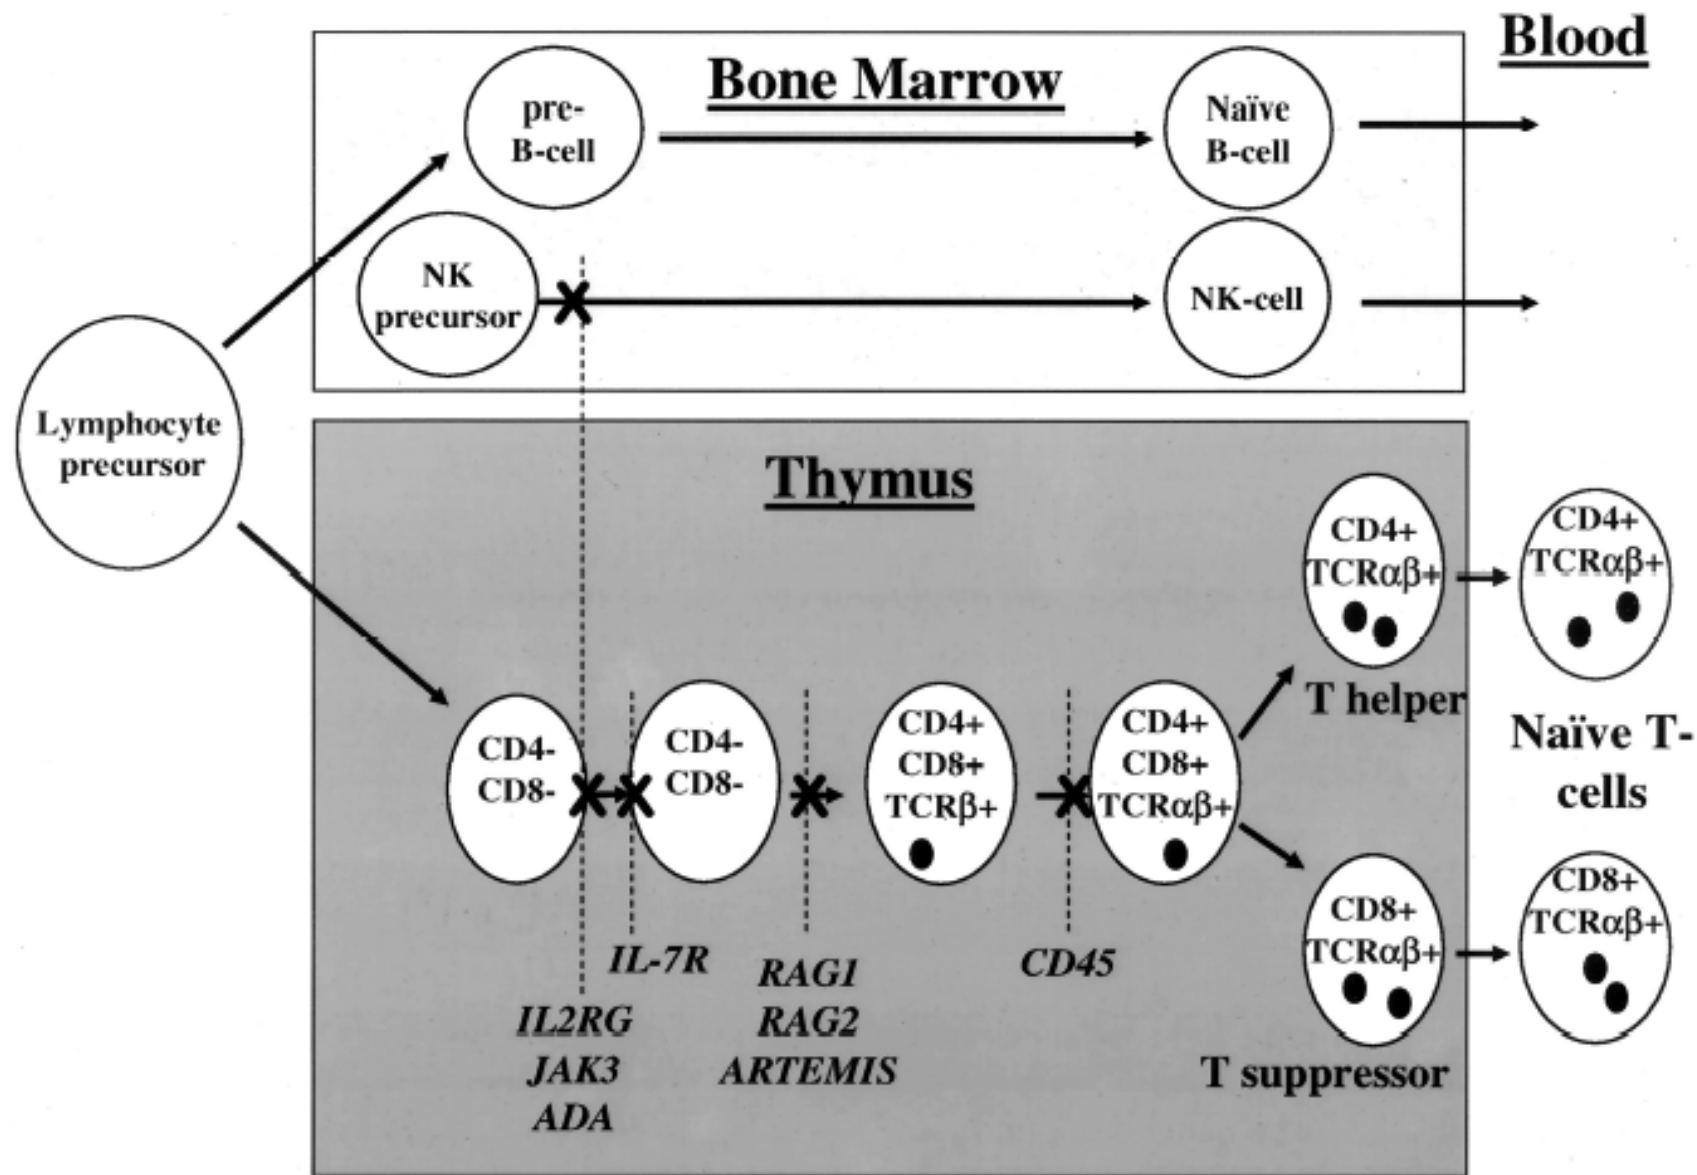 Bone Marrow
Blood
pre-
B-cell
Naïve
B-cell
NK
precursor
NK-cell
Lymphocyte
precursor
Thymus
CD4+
TCRαβ+
T helper
CD4+
TCRαβ+
CD4-
CD8-
CD4-
CD8-
CD4+
CD8+
TCRβ+
CD4+
CD8+
TCRαβ+
Naïve T-
cells
CD8+
TCRαβ+
T suppressor
CD8+
TCRαβ+
IL-7R
IL2RG
JAK3
ADA
RAG1
RAG2
ARTEMIS
CD45